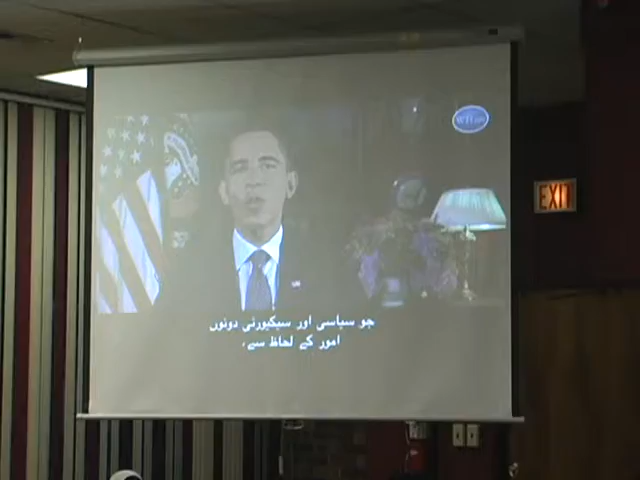 EXIT
جو سیاسی اور سیکیورٹی دونوں
امور کے لحاظ سے،